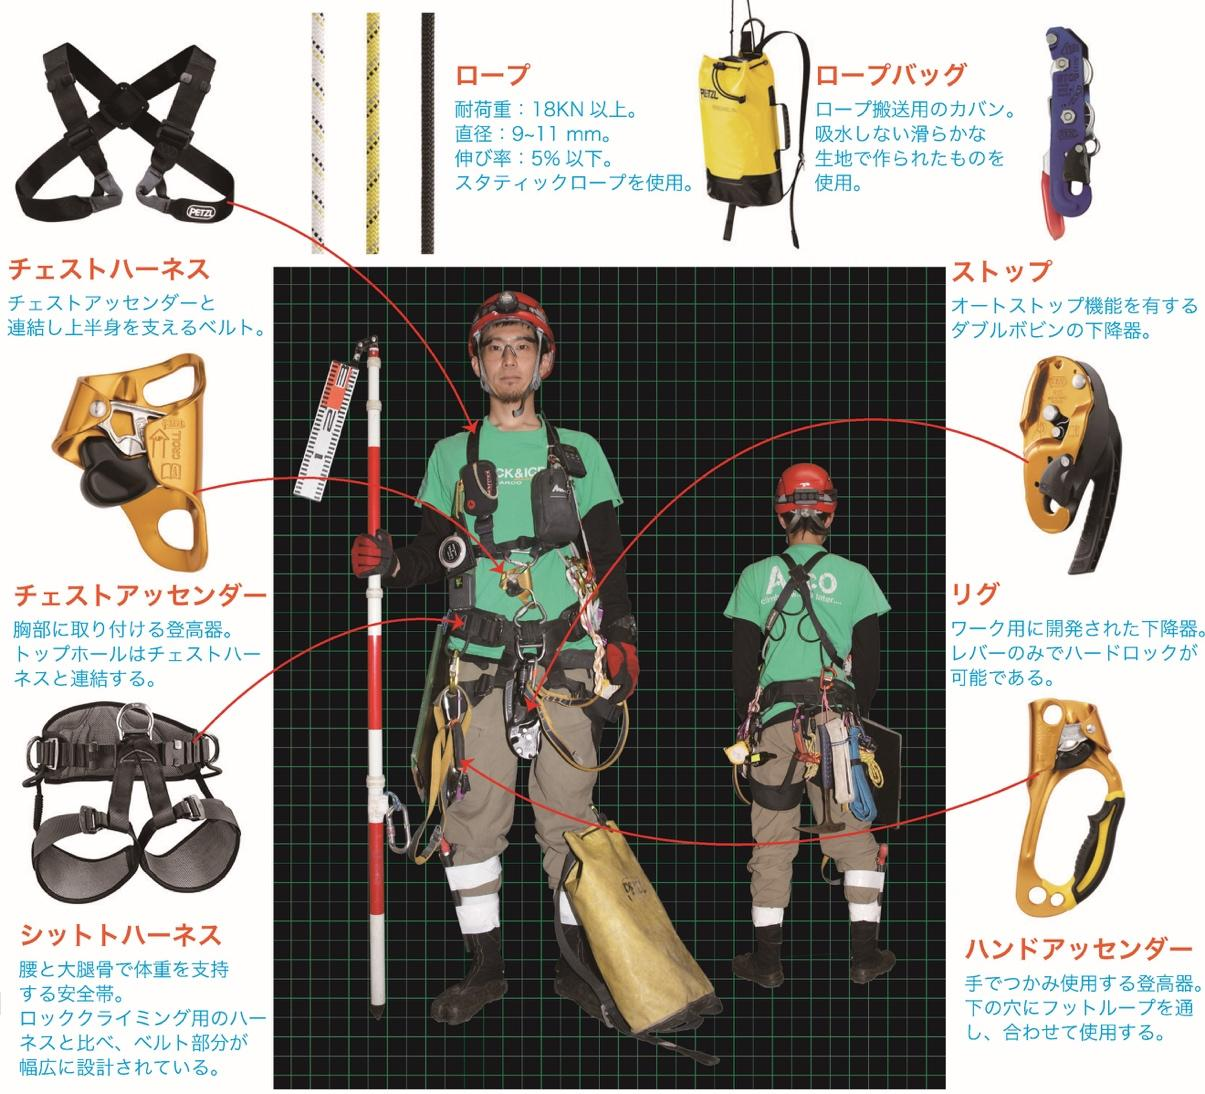 ロープ
耐荷重：18KN 以上。
直径：9~11 mm。
伸び率：5% 以下。
スタティックロープを使用。
ロープバッグ
ロープ搬送用のカバン。
吸水しない滑らかな
生地で作られたものを
使用。
PETZL
PETZL
チェストハーネス
チェストアッセンダーと
連結し上半身を支えるベルト。
ストップ
オートストップ機能を有する
ダブルボビンの下降器。
CROLL
チェストアッセンダー
胸部に取り付ける登高器。
トップホールはチェストハー
ネスと連結する。
リグ
ワーク用に開発された下降器。
レバーのみでハードロックが
可能である。
CK&ICE
シットトハーネス
腰と大腿骨で体重を支持
する安全帯。
ロッククライミング用のハー
ネスと比べ、ベルト部分が
幅広に設計されている。
ハンドアッセンダー
手でつかみ使用する登高器。
下の穴にフットループを通
し、合わせて使用する。